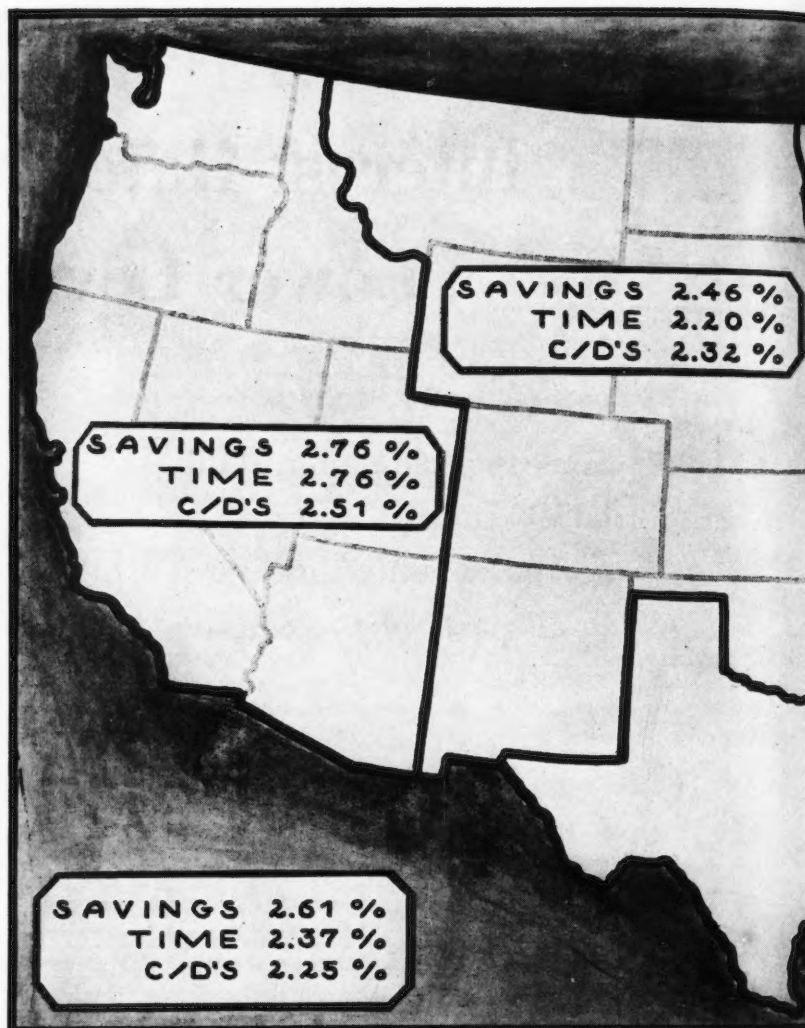 SAVINGS 2.46 %
TIME 2.20 %
C/D'S 2.32 %
SAVINGS 2.76 %
TIME 2.76 %
C/D'S 2.51 %
SAVINGS 2.61 %
TIME 2.37 %
C/D'S 2.25 %